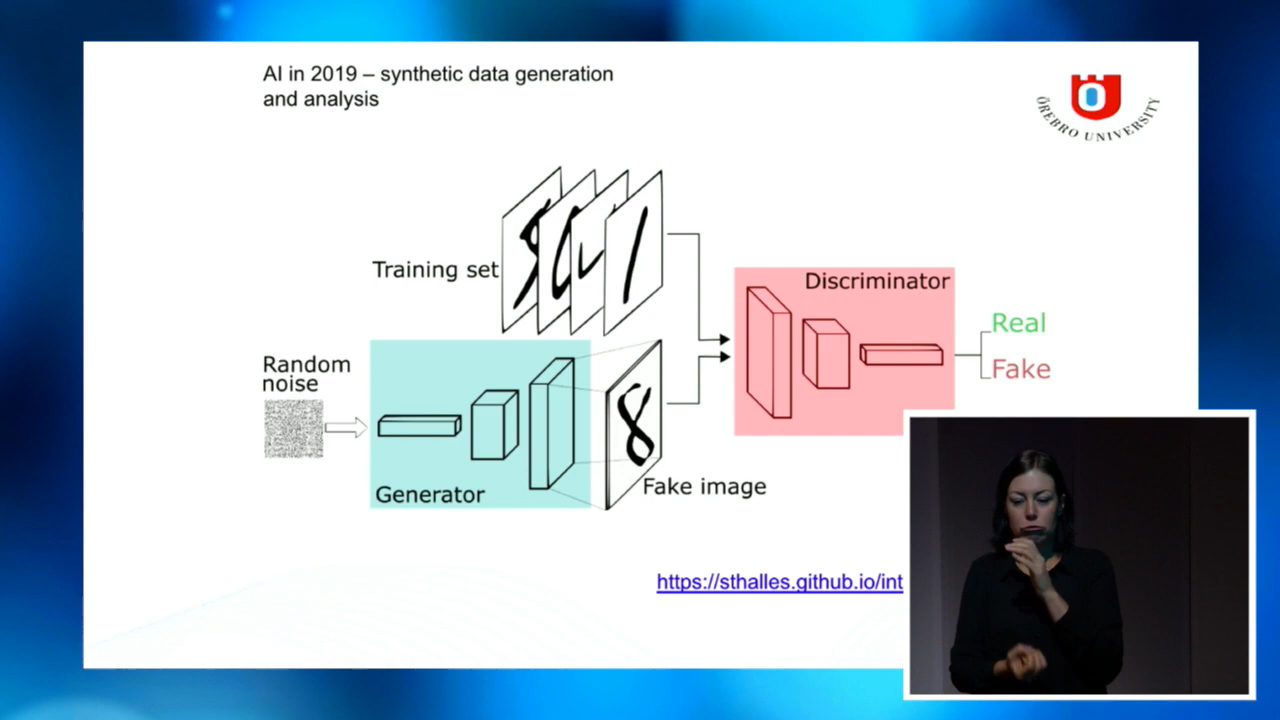 AI in 2019 – synthetic data generation
and analysis
Ö
ÖREBRO UNIVERSITY
Training set
Discriminator
Real
Fake
Random
noise
8
Generator
Fake image
https://sthalles.github.io/int